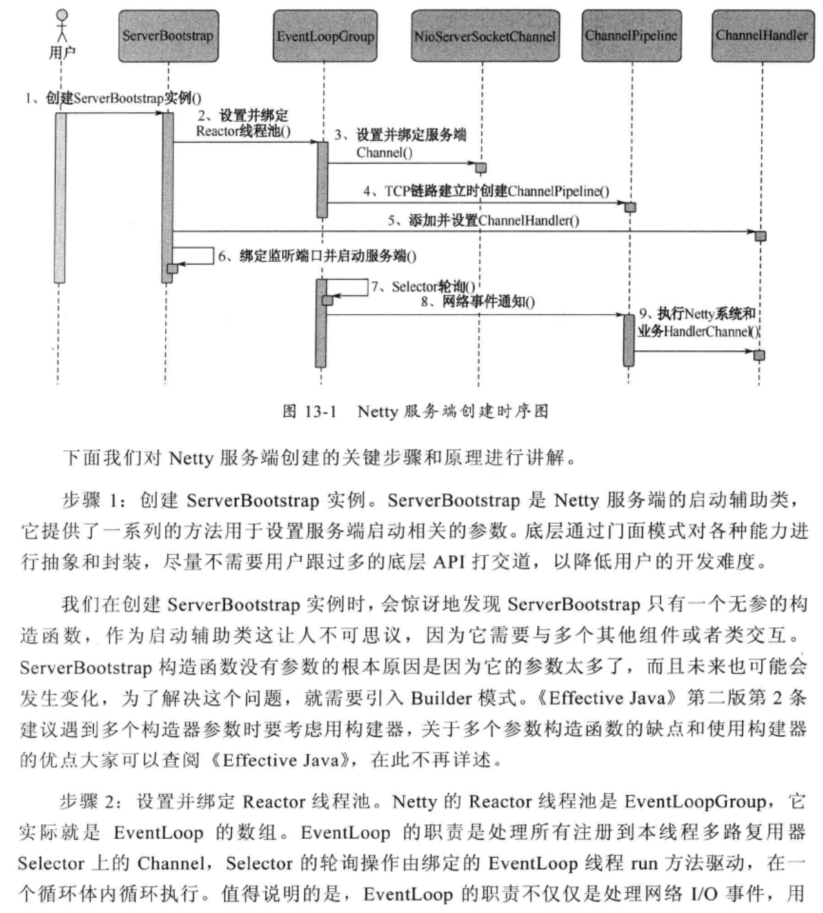 用户
ServerBootstrap
EventLoopGroup
NioServerSocketChannel
ChannelPipeline
ChannelHandler
1、创建ServerBootstrap实例()
2、设置并绑定
Reactor线程池()
3、设置并绑定服务端
Channel()
4、TCP链路建立时创建ChannelPipeline()
5、添加并设置ChannelHandler()
6、绑定监听端口并启动服务端()
7、Selector轮询()
8、网络事件通知()
9、执行Netty系统和
业务HandlerChannel()
图 13-1 Netty 服务端创建时序图
下面我们对 Netty 服务端创建的关键步骤和原理进行讲解。
步骤 1：创建 ServerBootstrap 实例。ServerBootstrap 是 Netty 服务端的启动辅助类，
它提供了一系列的方法用于设置服务端启动相关的参数。底层通过门面模式对各种能力进
行抽象和封装，尽量不需要用户跟过多的底层 API 打交道，以降低用户的开发难度。
我们在创建 ServerBootstrap 实例时，会惊讶地发现 ServerBootstrap 只有一个无参的构
造函数，作为启动辅助类这让人不可思议，因为它需要与多个其他组件或者类交互。
ServerBootstrap 构造函数没有参数的根本原因是因为它的参数太多了，而且未来也可能会
发生变化，为了解决这个问题，就需要引入 Builder 模式。《Effective Java》第二版第 2 条
建议遇到多个构造器参数时要考虑用构建器，关于多个参数构造函数的缺点和使用构建器
的优点大家可以查阅《Effective Java》，在此不再详述。
步骤 2：设置并绑定 Reactor 线程池。Netty 的 Reactor 线程池是 EventLoopGroup，它
实际就是 EventLoop 的数组。EventLoop 的职责是处理所有注册到本线程多路复用器
Selector 上的 Channel，Selector 的轮询操作由绑定的 EventLoop 线程 run 方法驱动，在一
个循环体内循环执行。值得说明的是，EventLoop 的职责不仅仅是处理网络 I/O 事件，用